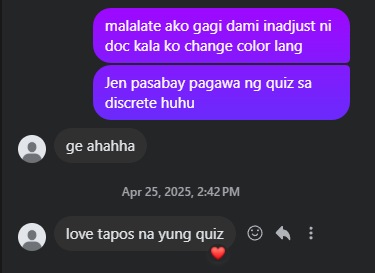 malalate ako gagi dami inadjust ni
doc kala ko change color lang
Jen pasabay pagawa ng quiz sa
discrete huhu
ge ahahha
Apr 25, 2025, 2:42 PM
love tapos na yung quiz